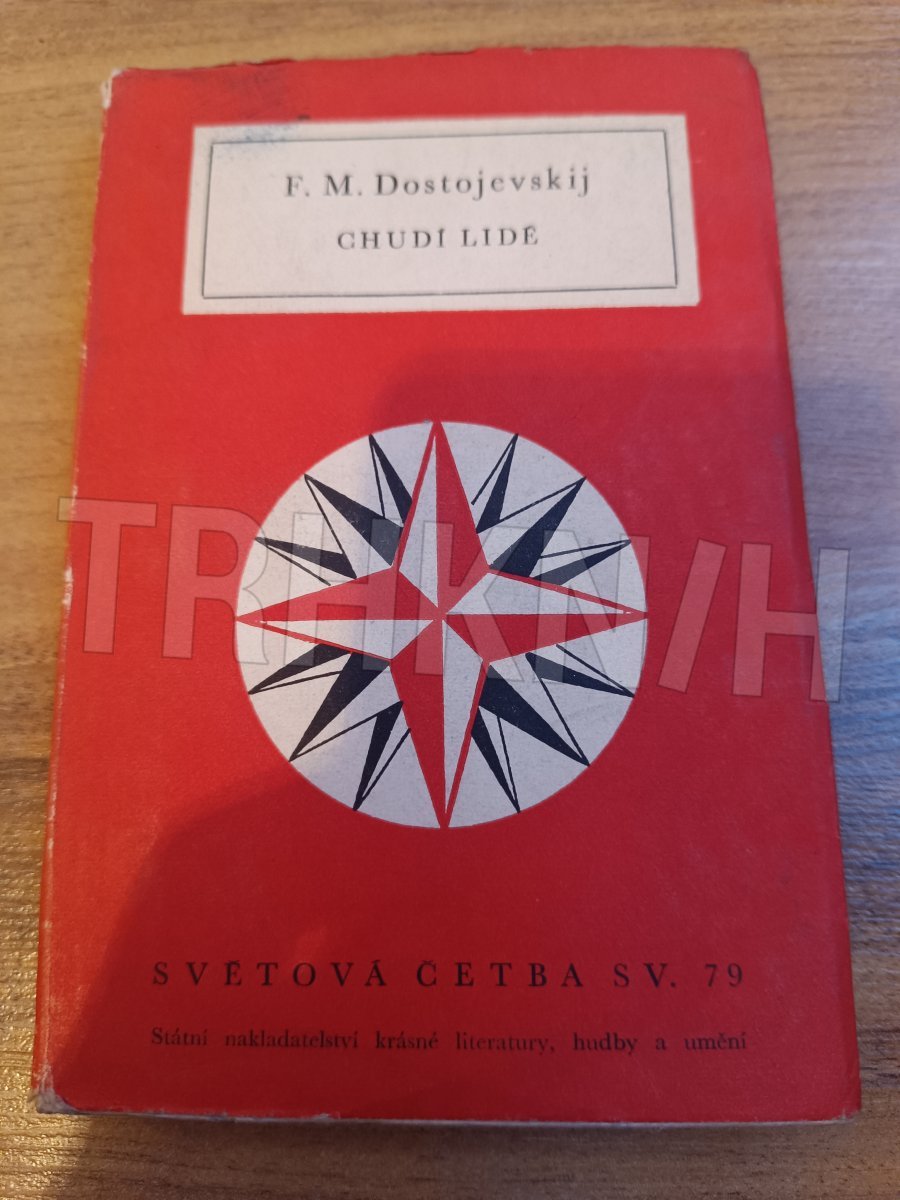 F. M. Dostojevskij
CHUDÍ LIDÉ
TRHKNIH
SVĚTOVÁ ČETBA SV. 79
Státní nakladatelství krásné literatury, hudby a umění